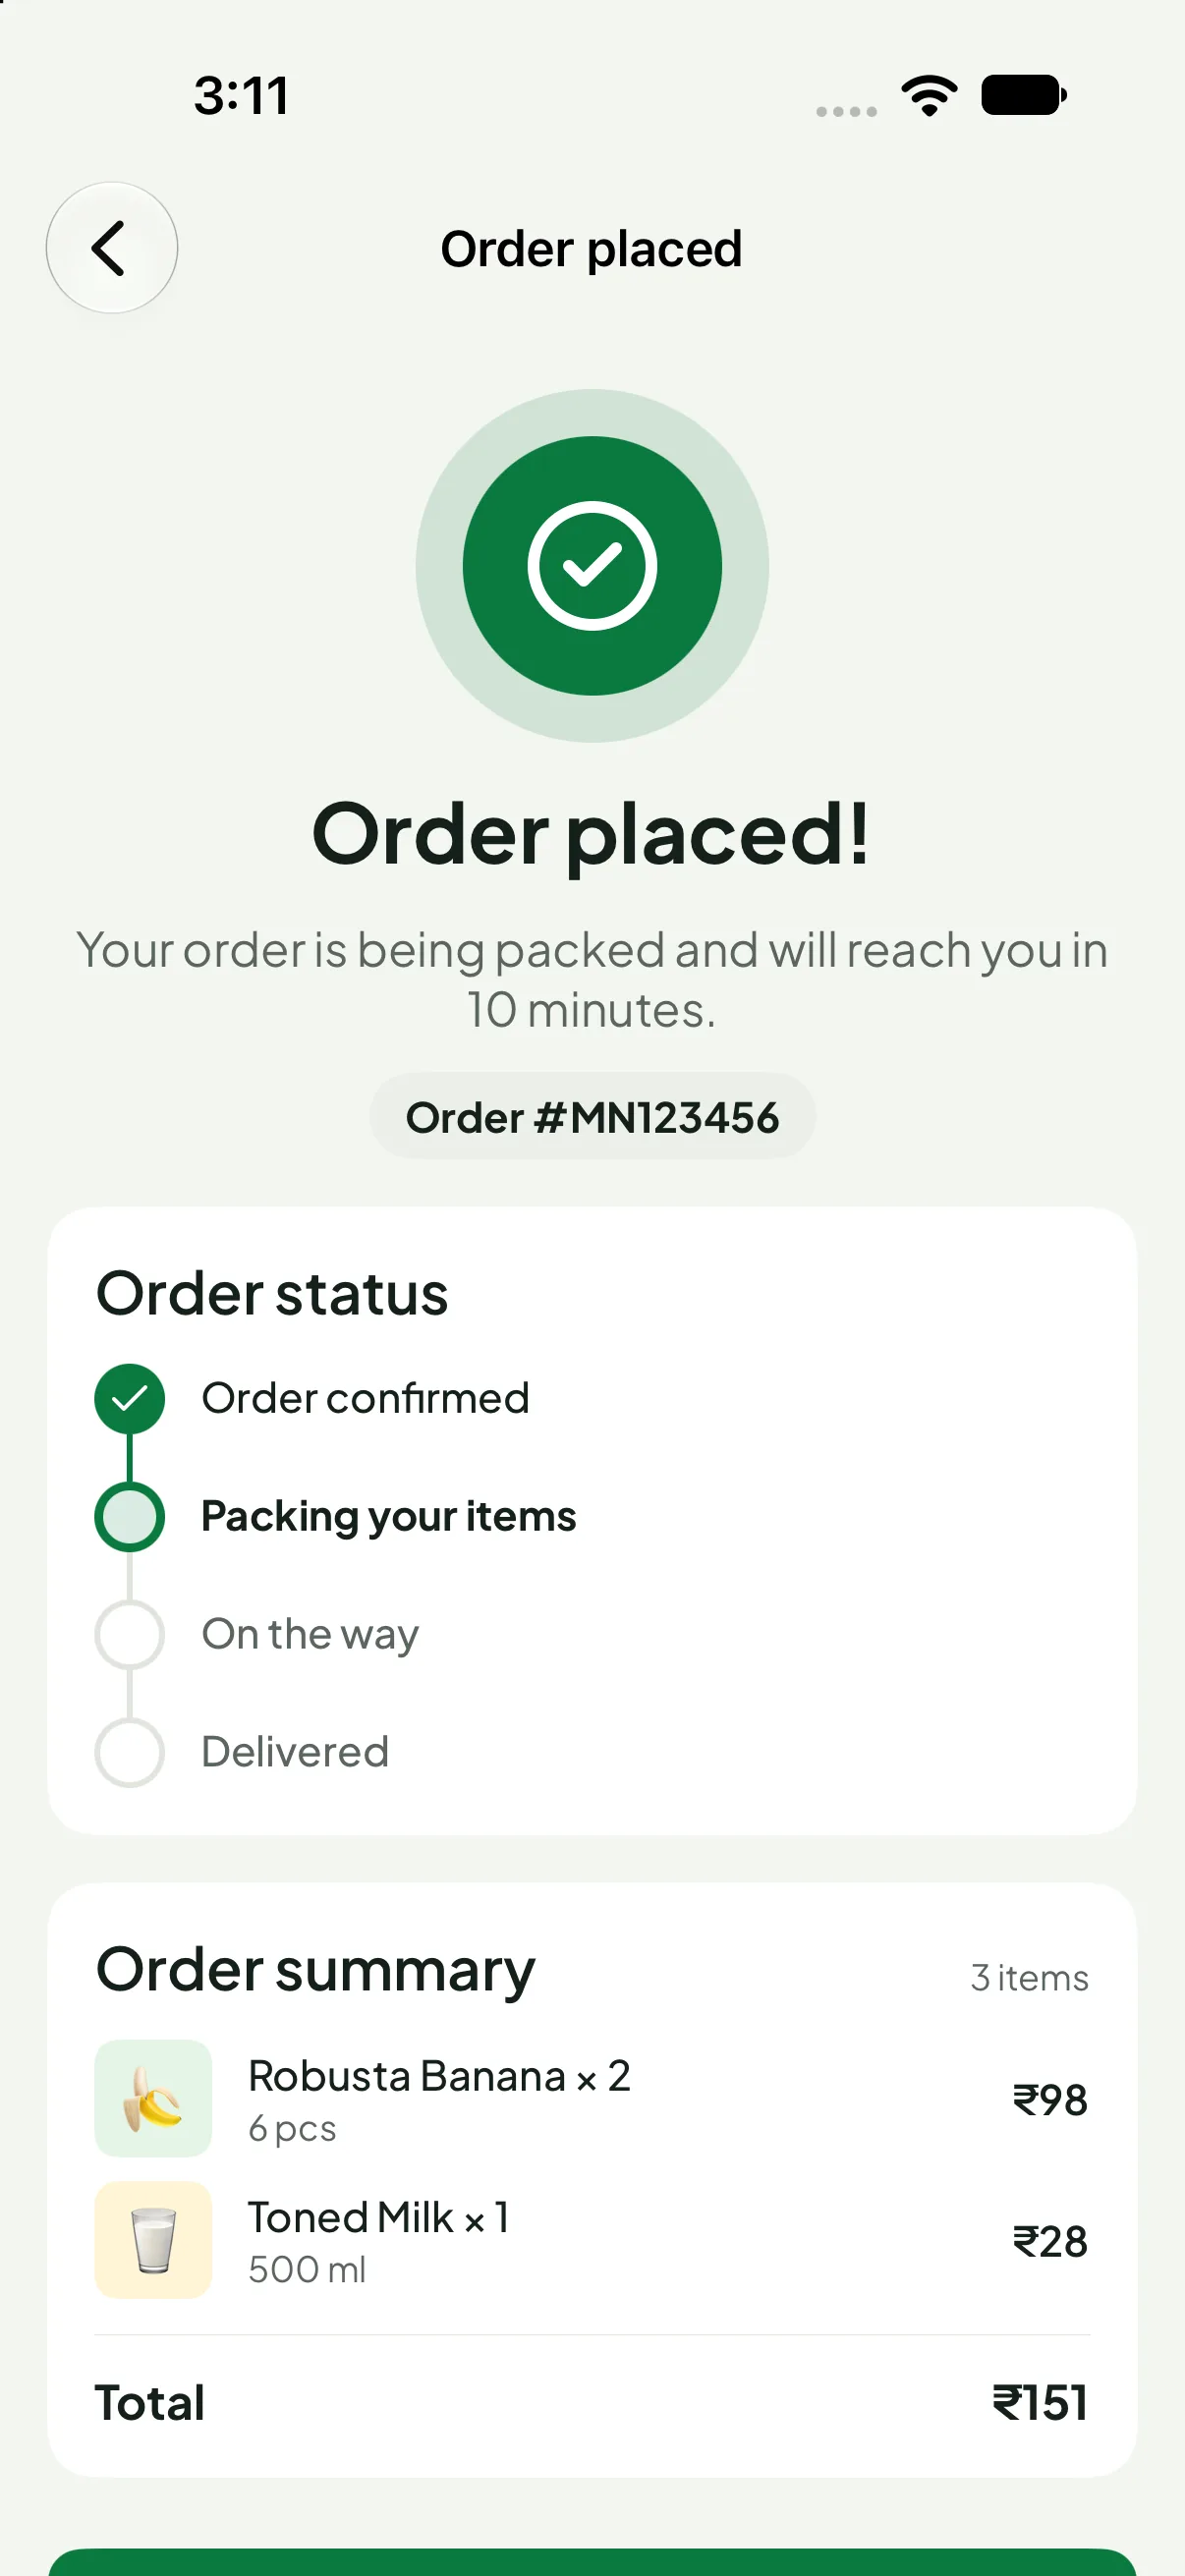 3:11
Order placed
Order placed!
Your order is being packed and will reach you in
10 minutes.
Order #MN123456
Order status
Order confirmed
Packing your items
On the way
Delivered
Order summary
3 items
Robusta Banana × 2
6 pcs
₹98
Toned Milk × 1
500 ml
₹28
Total
₹151